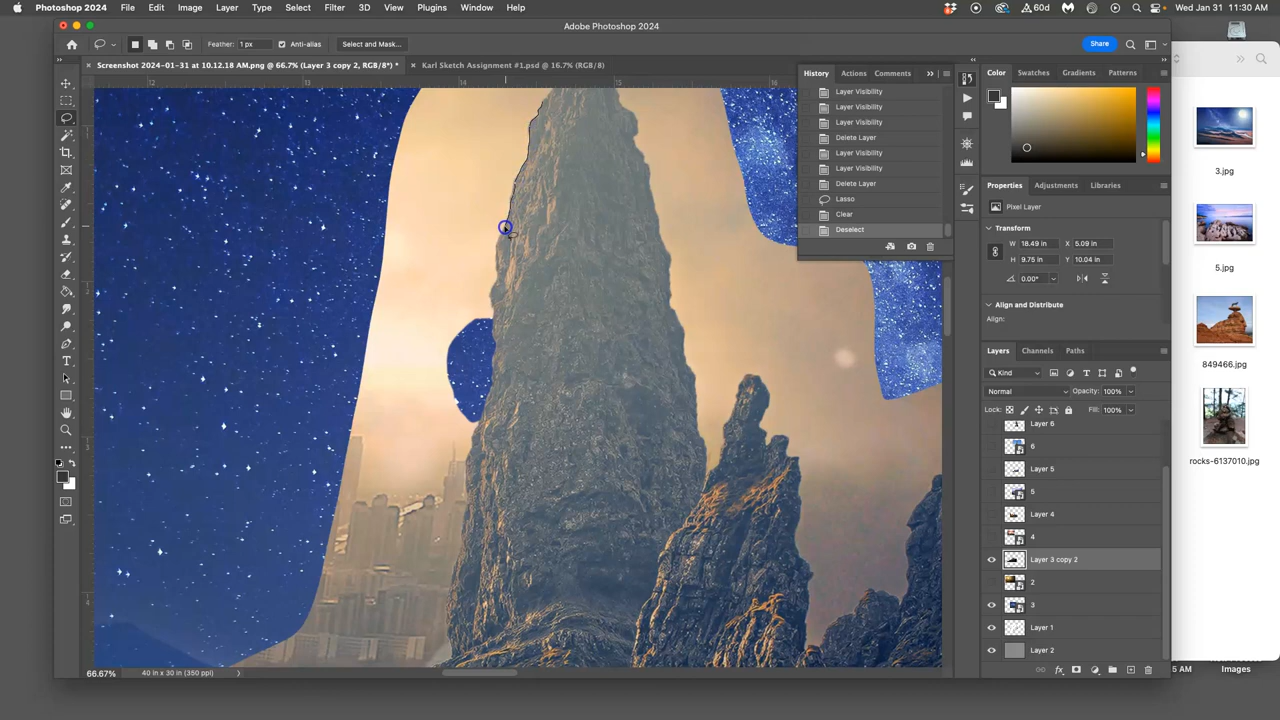 Photoshop 2024 File Edit Image Layer Type Select Filter 3D View Plugins Window Help 60d Wed Jan 31 11:30 AM
Adobe Photoshop 2024
Feather: 1 px Anti-alias Select and Mask... Share
Screenshot 2024-01-31 at 10.12.18 AM.png @ 66.7% (Layer 3 copy 2, RGB/8*) * Karl Sketch Assignment #1.psd @ 16.7% (RGB/8)
12 13 14 15 16
History Actions Comments
Layer Visibility
Layer Visibility
Layer Visibility
Delete Layer
Layer Visibility
Layer Visibility
Delete Layer
Lasso
Clear
Deselect
Color Swatches Gradients Patterns
Properties Adjustments Libraries
Pixel Layer
Transform
W 18.49 in X 5.09 in
H 9.75 in Y 10.04 in
0.00°
Align and Distribute
Align:
Layers Channels Paths
Kind
Normal Opacity: 100%
Lock: Fill: 100%
Layer 6
6
Layer 5
5
Layer 4
4
Layer 3 copy 2
2
3
Layer 1
Layer 2
3.jpg
5.jpg
849466.jpg
rocks-6137010.jpg
5 AM Images
66.67% 40 in x 30 in (350 ppi)